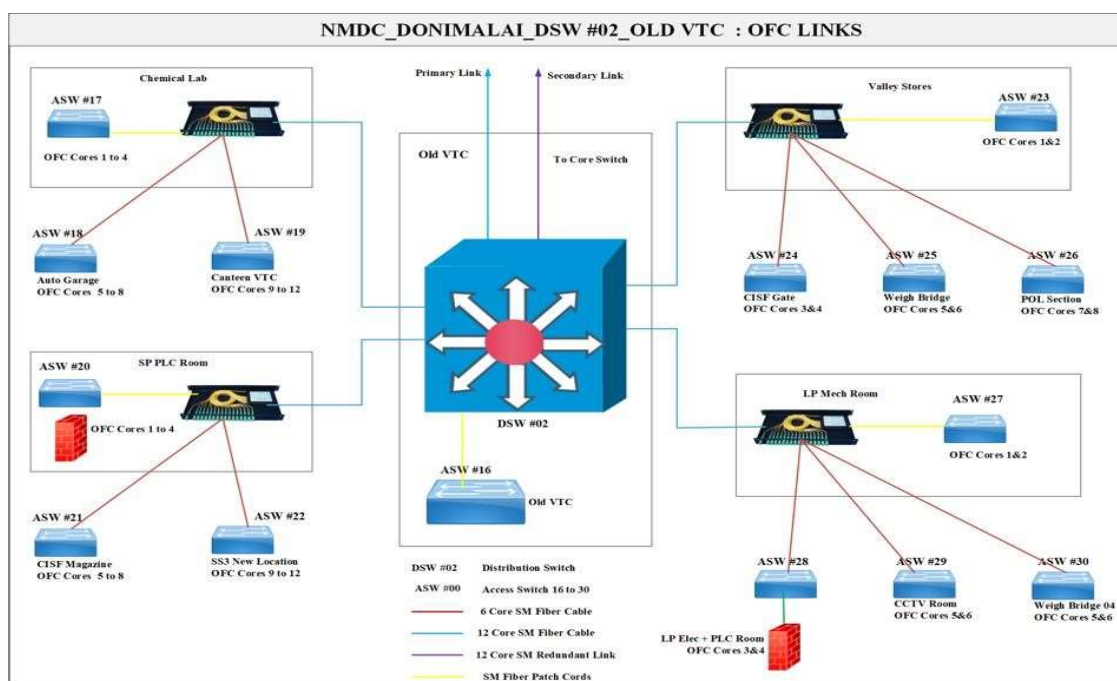 NMDC_DONIMALAI_DSW #02_OLD VTC : OFC LINKS
Primary Link
Secondary Link
Chemical Lab
ASW #17
OFC Cores 1 to 4
ASW #18
Auto Garage
OFC Cores 5 to 8
ASW #19
Canteen VTC
OFC Cores 9 to 12
SP PLC Room
ASW #20
OFC Cores 1 to 4
ASW #21
CISF Magazine
OFC Cores 5 to 8
ASW #22
SS3 New Location
OFC Cores 9 to 12
Old VTC
To Core Switch
DSW #02
ASW #16
Old VTC
DSW #02 Distribution Switch
ASW #00 Access Switch 16 to 30
6 Core SM Fiber Cable
12 Core SM Fiber Cable
12 Core SM Redundant Link
SM Fiber Patch Cords
Valley Stores
ASW #23
OFC Cores 1&2
ASW #24
CISF Gate
OFC Cores 3&4
ASW #25
Weigh Bridge
OFC Cores 5&6
ASW #26
POL Section
OFC Cores 7&8
LP Mech Room
ASW #27
OFC Cores 1&2
ASW #28
LP Elec + PLC Room
OFC Cores 3&4
ASW #29
CCTV Room
OFC Cores 5&6
ASW #30
Weigh Bridge 04
OFC Cores 5&6